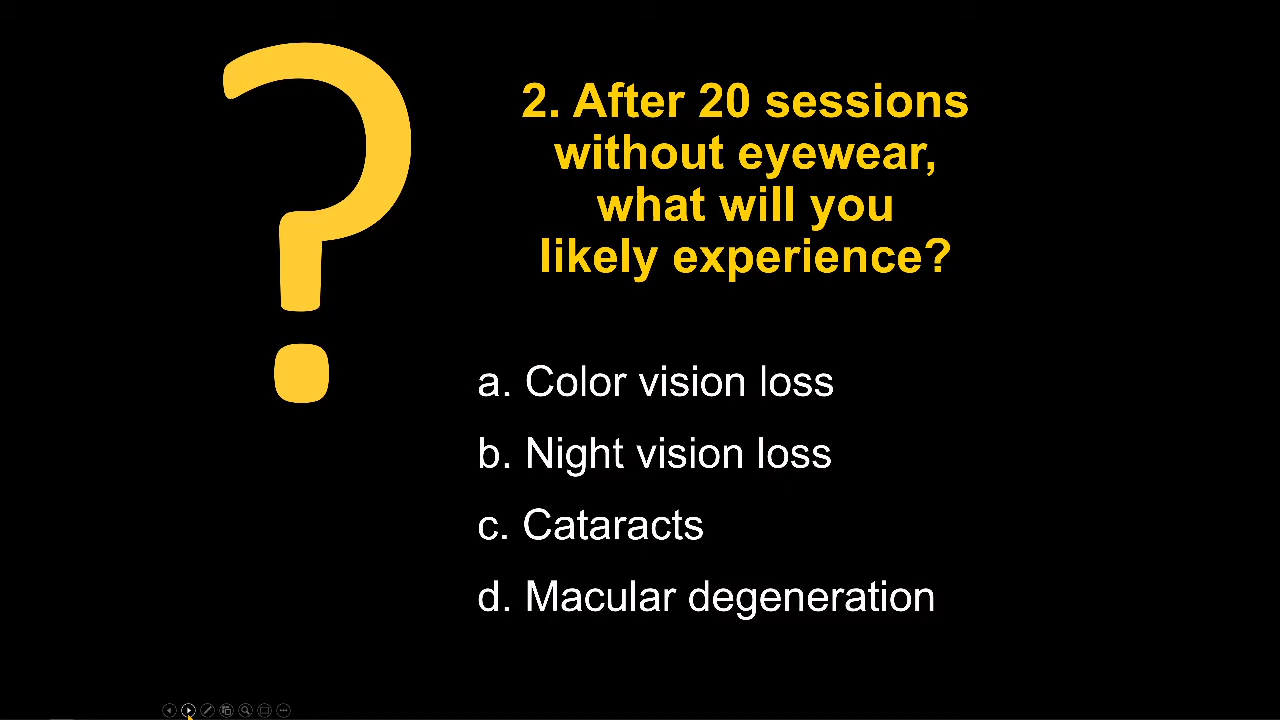 ?
2. After 20 sessions
without eyewear,
what will you
likely experience?
a. Color vision loss
b. Night vision loss
c. Cataracts
d. Macular degeneration